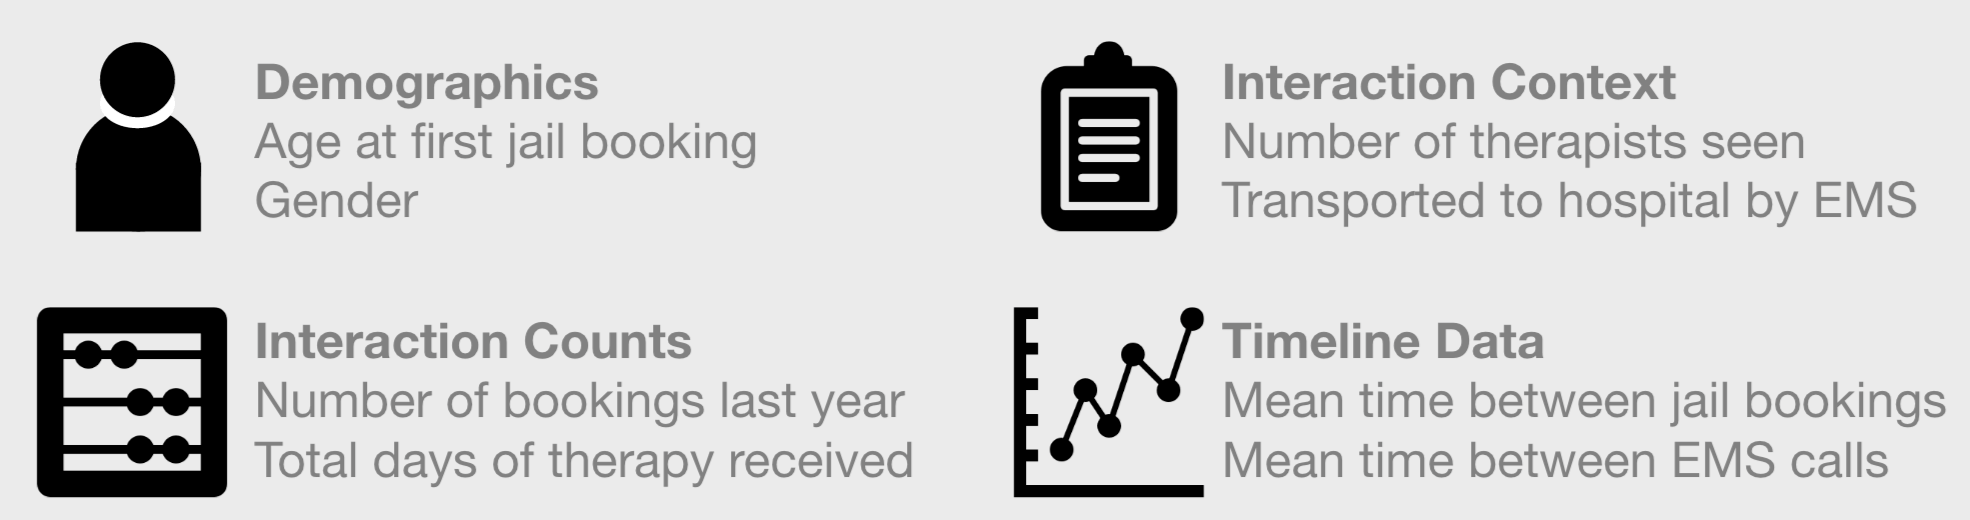 Demographics
Age at first jail booking
Gender
Interaction Context
Number of therapists seen
Transported to hospital by EMS
Interaction Counts
Number of bookings last year
Total days of therapy received
Timeline Data
Mean time between jail bookings
Mean time between EMS calls